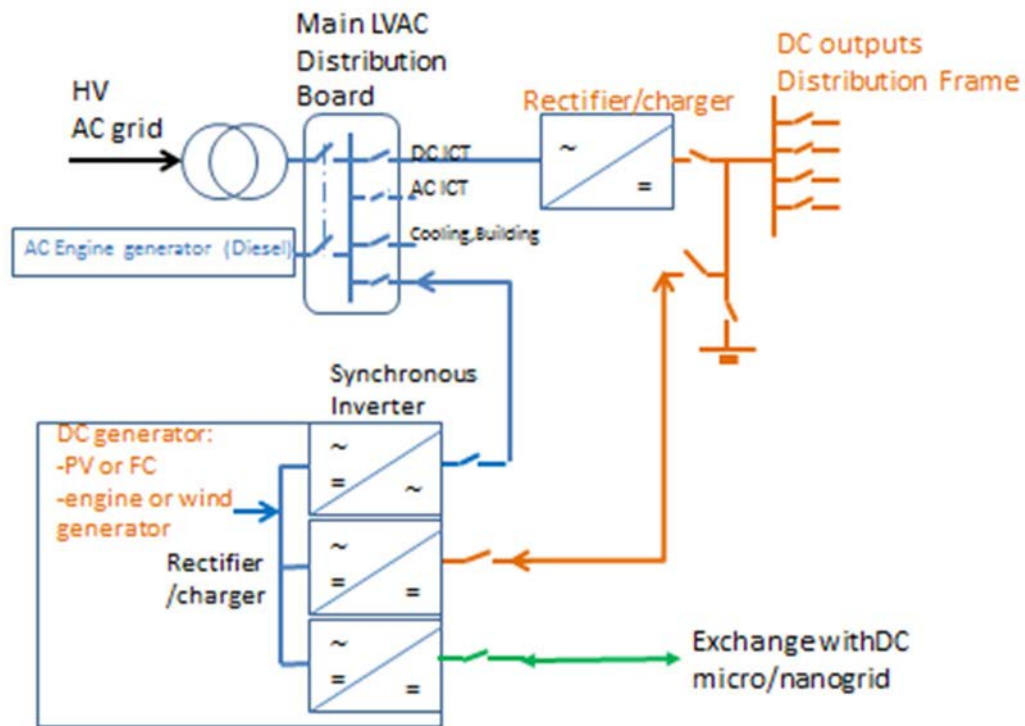 Main LVAC
Distribution
Board
HV
AC grid
DC outputs
Distribution Frame
Rectifier/charger
~
=
DC ICT
AC ICT
Cooling,Building
AC Engine generator (Diesel)
Synchronous
Inverter
DC generator:
-PV or FC
-engine or wind
generator
Rectifier
/charger
~
=
~
~
=
=
~
=
=
Exchange withDC
micro/nanogrid